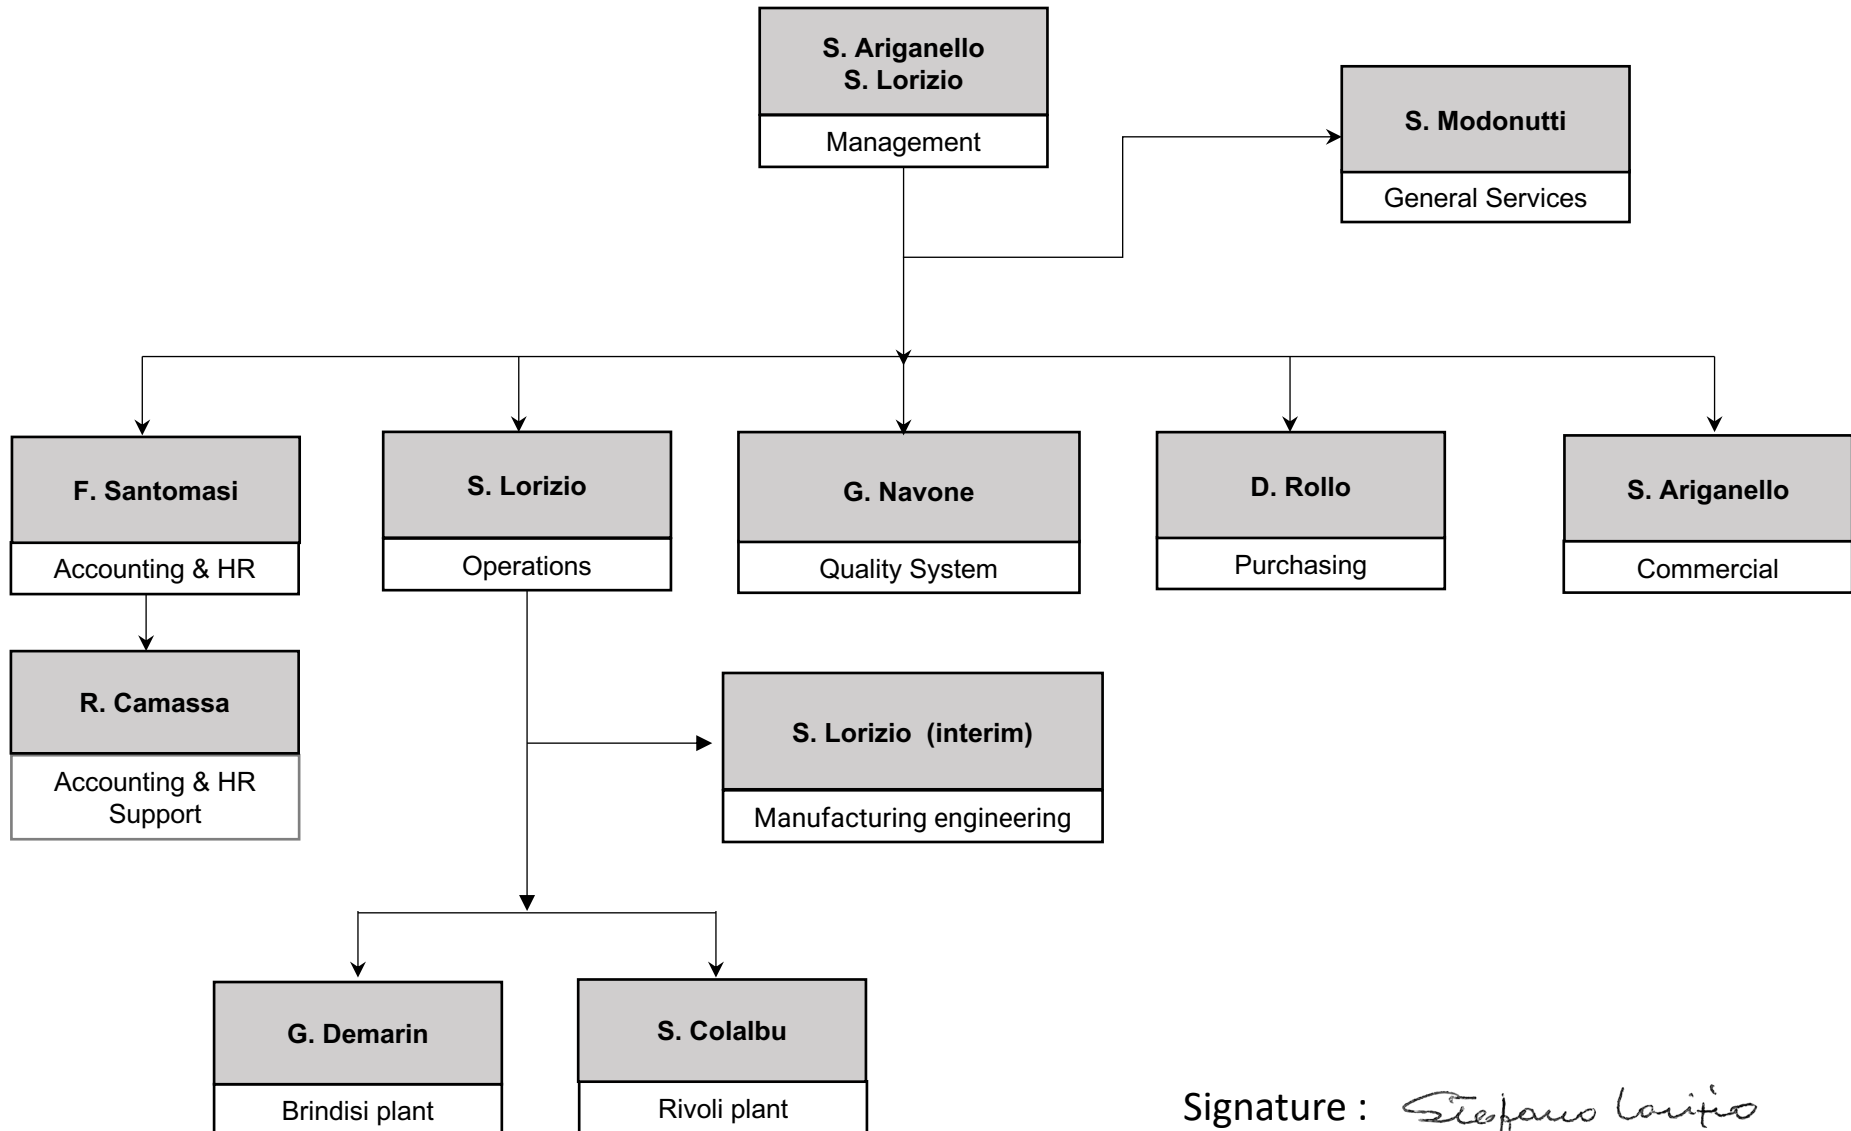 S. Ariganello
S. Lorizio
Management
S. Modonutti
General Services
F. Santomasi
Accounting & HR
S. Lorizio
Operations
G. Navone
Quality System
D. Rollo
Purchasing
S. Ariganello
Commercial
R. Camassa
Accounting & HR
Support
S. Lorizio (interim)
Manufacturing engineering
G. Demarin
Brindisi plant
S. Colalbu
Rivoli plant
Signature : Stefano Lorizio